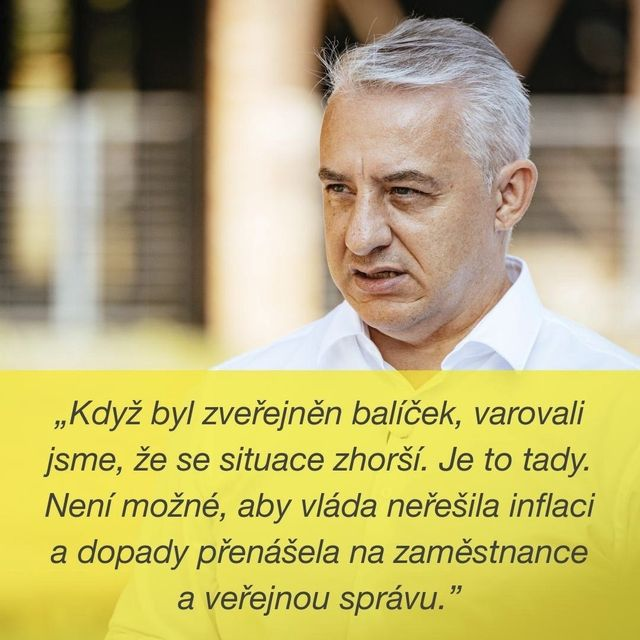 „Když byl zveřejněn balíček, varovali
jsme, že se situace zhorší. Je to tady.
Není možné, aby vláda neřešila inflaci
a dopady přenášela na zaměstnance
a veřejnou správu.”